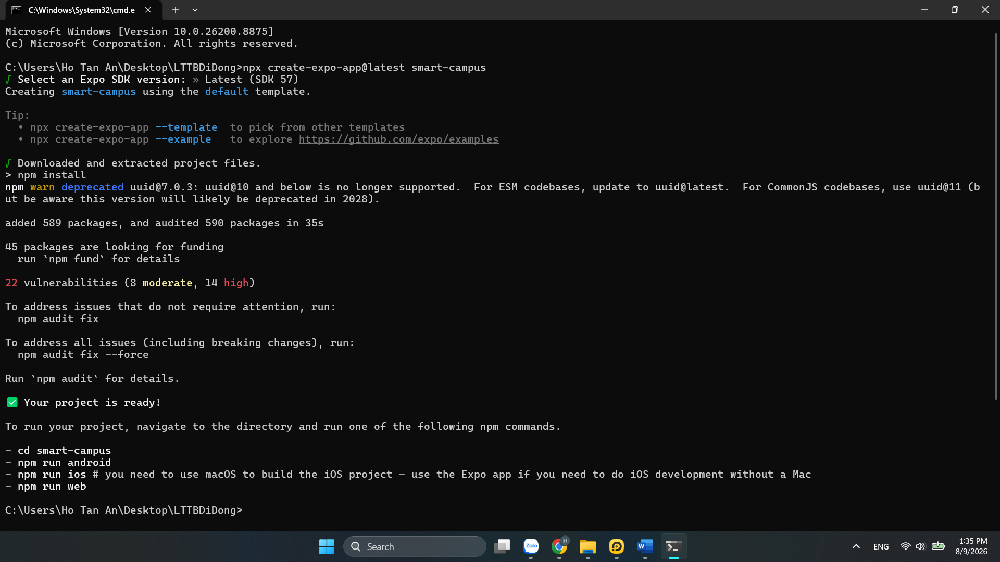 C:\Windows\System32\cmd.e
Microsoft Windows [Version 10.0.26200.8875]
(c) Microsoft Corporation. All rights reserved.
C:\Users\Ho Tan An\Desktop\LTTBDiDong>npx create-expo-app@latest smart-campus
√ Select an Expo SDK version: » Latest (SDK 57)
Creating smart-campus using the default template.
Tip:
• npx create-expo-app --template  to pick from other templates
• npx create-expo-app --example   to explore https://github.com/expo/examples
√ Downloaded and extracted project files.
> npm install
npm warn deprecated uuid@7.0.3: uuid@10 and below is no longer supported.  For ESM codebases, update to uuid@latest.  For CommonJS codebases, use uuid@11 (b
ut be aware this version will likely be deprecated in 2028).
added 589 packages, and audited 590 packages in 35s
45 packages are looking for funding
run `npm fund` for details
22 vulnerabilities (8 moderate, 14 high)
To address issues that do not require attention, run:
npm audit fix
To address all issues (including breaking changes), run:
npm audit fix --force
Run `npm audit` for details.
✅ Your project is ready!
To run your project, navigate to the directory and run one of the following npm commands.
- cd smart-campus
- npm run android
- npm run ios # you need to use macOS to build the iOS project - use the Expo app if you need to do iOS development without a Mac
- npm run web
C:\Users\Ho Tan An\Desktop\LTTBDiDong>
Search
Zalo
H
W
ENG
1:35 PM
8/9/2026